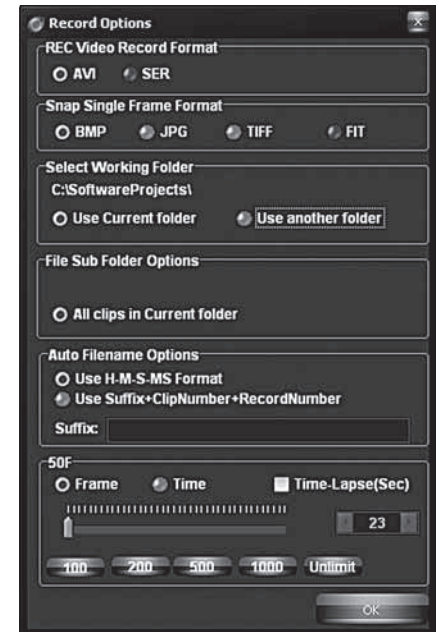 Record Options
REC Video Record Format
AVI SER
Snap Single Frame Format
BMP JPG TIFF FIT
Select Working Folder
C:\SoftwareProjects\
Use Current folder Use another folder
File Sub Folder Options
All clips in Current folder
Auto Filename Options
Use H-M-S-MS Format
Use Suffix+ClipNumber+RecordNumber
Suffix:
50F
Frame Time Time-Lapse(Sec)
23
100 200 500 1000 Unlimit
OK